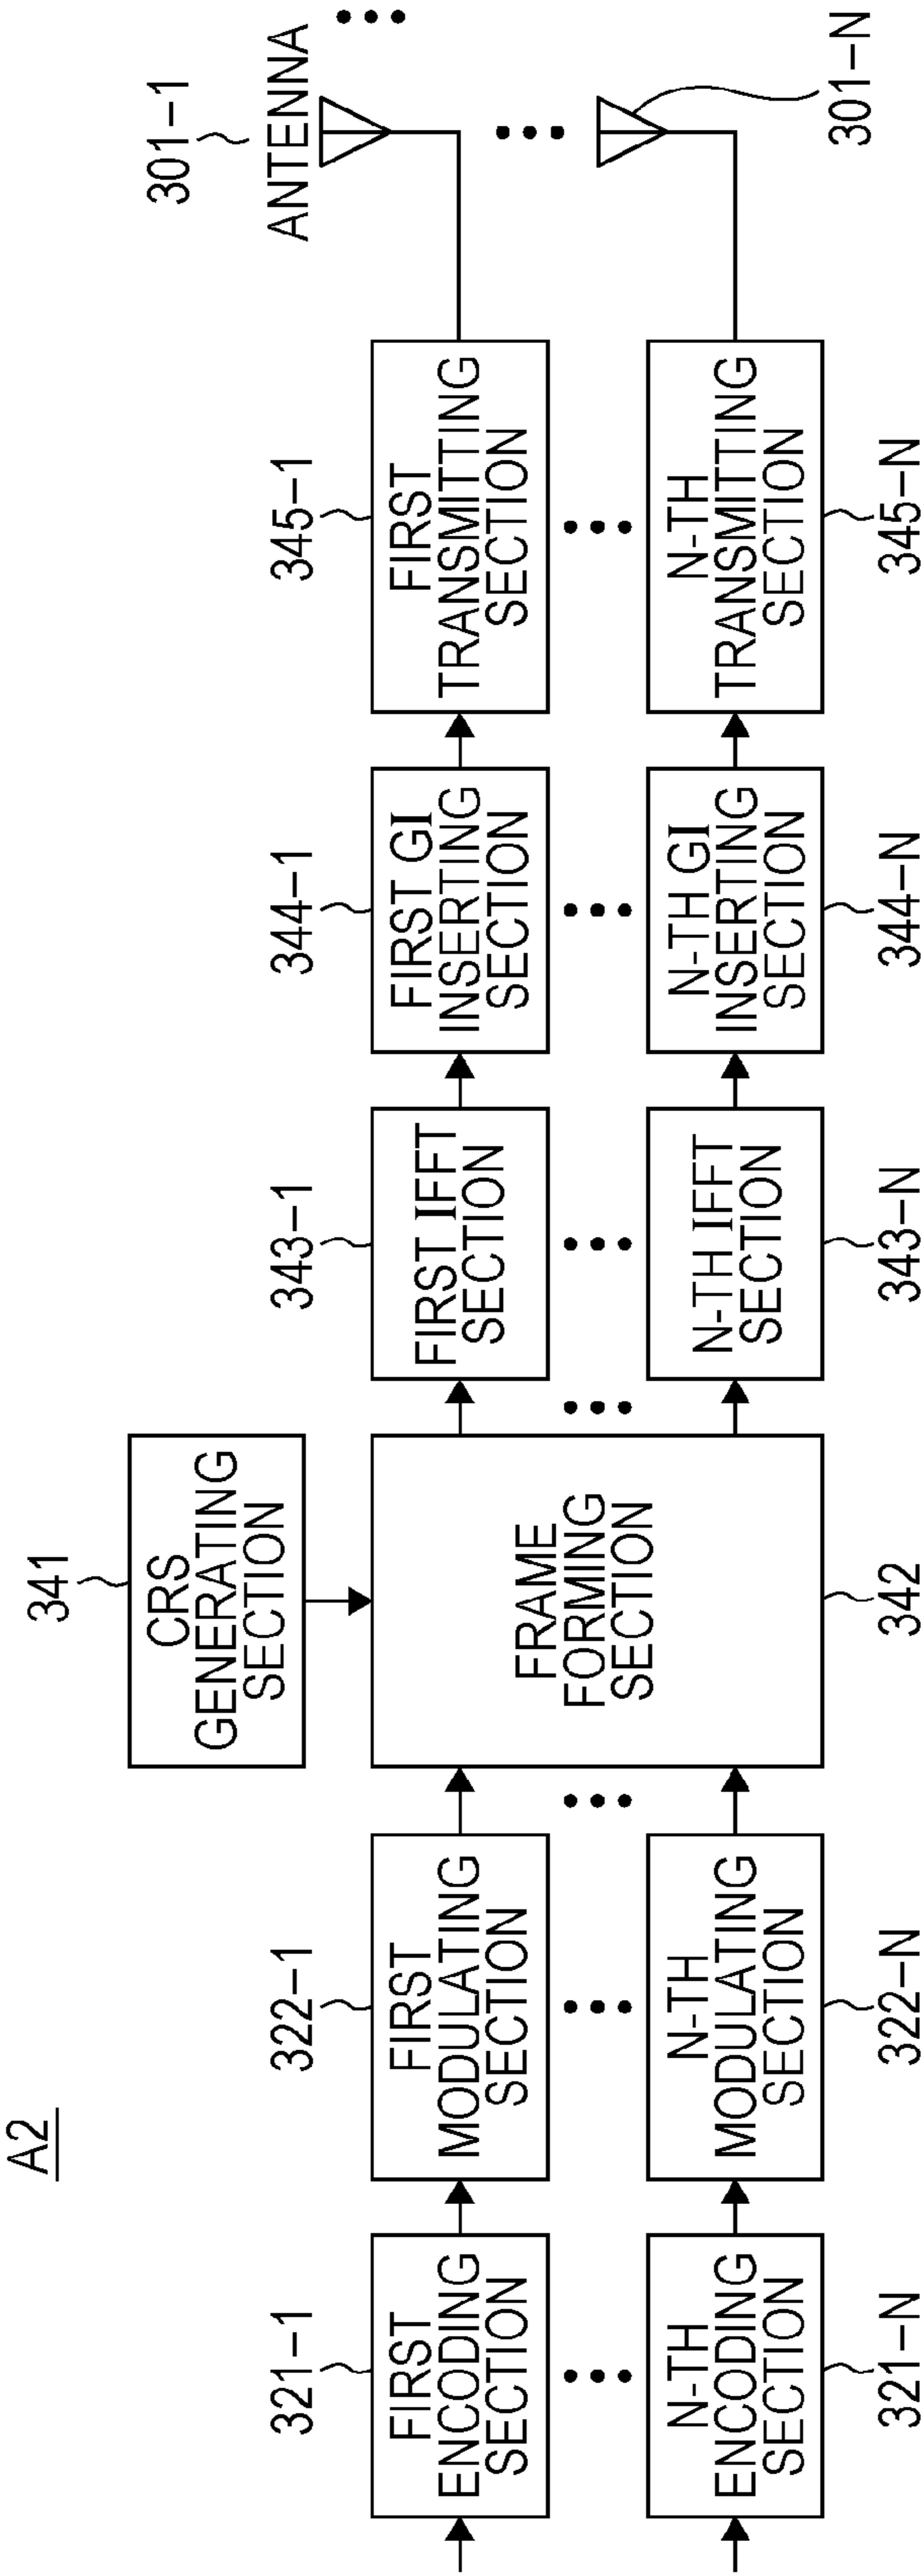 A2
301-1
ANTENNA
301-N
341
CRS
GENERATING
SECTION
321-1
322-1
343-1
344-1
345-1
FIRST
ENCODING
SECTION
FIRST
MODULATING
SECTION
FRAME
FORMING
SECTION
FIRST IFFT
SECTION
FIRST GI
INSERTING
SECTION
FIRST
TRANSMITTING
SECTION
N-TH
ENCODING
SECTION
N-TH
MODULATING
SECTION
N-TH IFFT
SECTION
N-TH GI
INSERTING
SECTION
N-TH
TRANSMITTING
SECTION
321-N
322-N
342
343-N
344-N
345-N